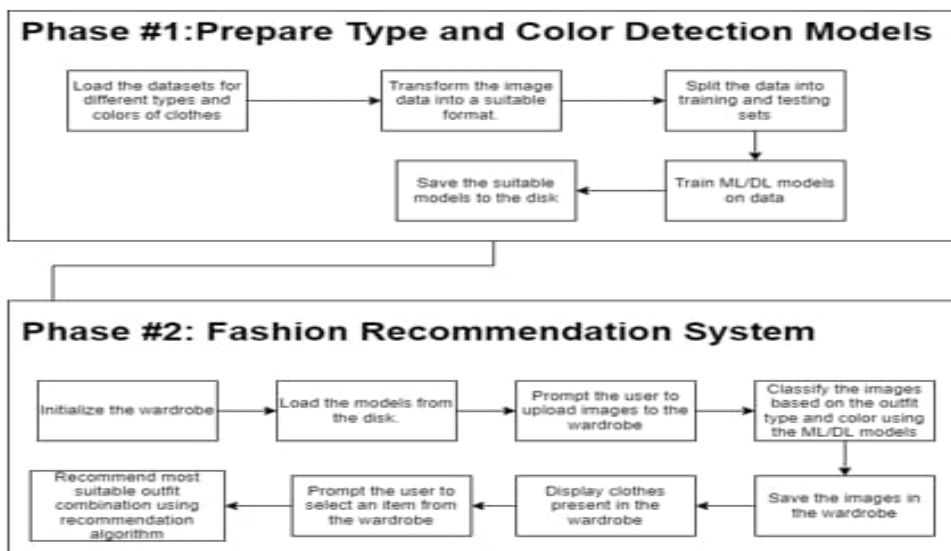 Phase #1:Prepare Type and Color Detection Models
Load the datasets for
different types and
colors of clothes
Transform the image
data into a suitable
format.
Split the data into
training and testing
sets
Train ML/DL models
on data
Save the suitable
models to the disk
Phase #2: Fashion Recommendation System
Initialize the wardrobe
Load the models from
the disk.
Prompt the user to
upload images to the
wardrobe
Classify the images
based on the outfit
type and color using
the ML/DL models
Save the images in
the wardrobe
Display clothes
present in the
wardrobe
Prompt the user to
select an item from
the wardrobe
Recommend most
suitable outfit
combination using
recommendation
algorithm